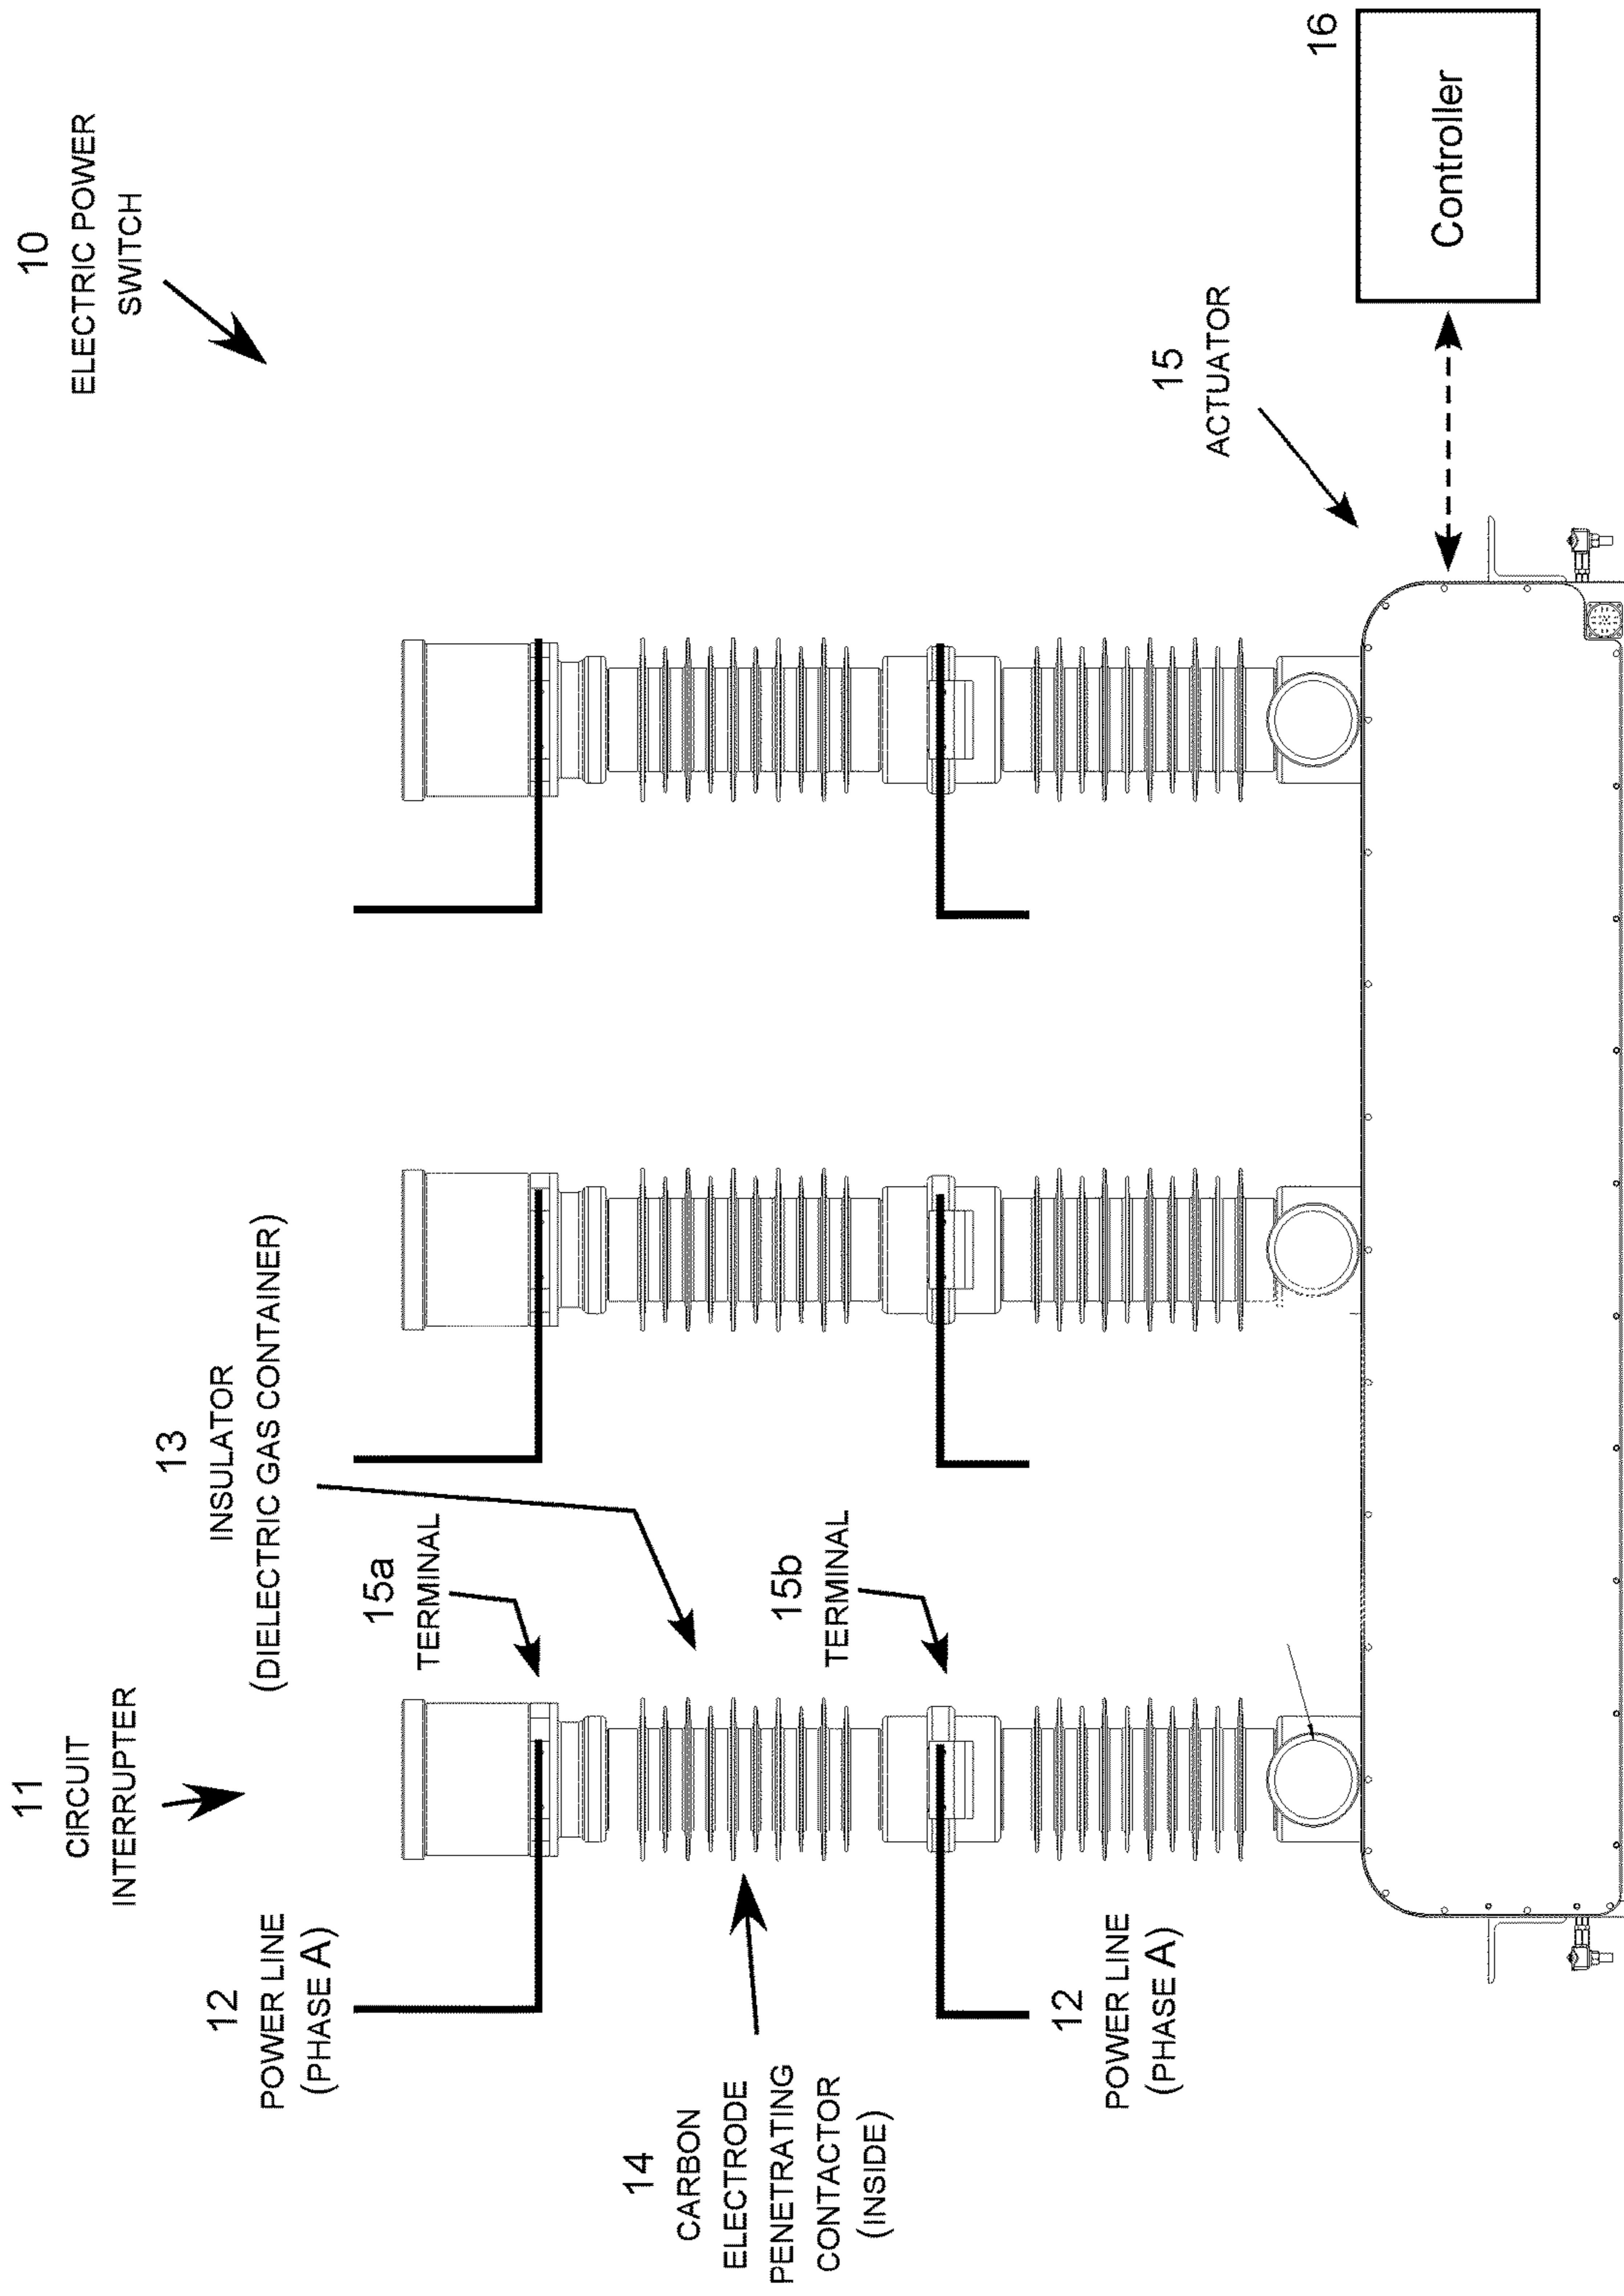 11
CIRCUIT
INTERRUPTER
10
ELECTRIC POWER
SWITCH
12
POWER LINE
(PHASE A)
13
INSULATOR
(DIELECTRIC GAS CONTAINER)
15a
TERMINAL
14
CARBON
ELECTRODE
PENETRATING
CONTACTOR
(INSIDE)
15b
TERMINAL
12
POWER LINE
(PHASE A)
15
ACTUATOR
16
Controller